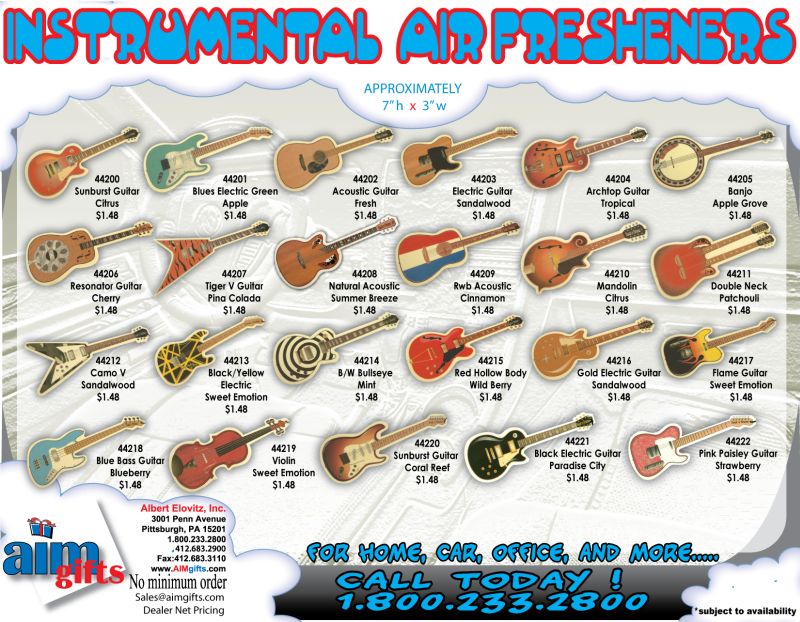 INSTRUMENTAL AIR FRESHENERS
APPROXIMATELY
7"h x 3"w
44200
Sunburst Guitar
Citrus
$1.48
44201
Blues Electric Green
Apple
$1.48
44202
Acoustic Guitar
Fresh
$1.48
44203
Electric Guitar
Sandalwood
$1.48
44204
Archtop Guitar
Tropical
$1.48
44205
Banjo
Apple Grove
$1.48
44206
Resonator Guitar
Cherry
$1.48
44207
Tiger V Guitar
Pina Colada
$1.48
44208
Natural Acoustic
Summer Breeze
$1.48
44209
Rwb Acoustic
Cinnamon
$1.48
44210
Mandolin
Citrus
$1.48
44211
Double Neck
Patchouli
$1.48
44212
Camo V
Sandalwood
$1.48
44213
Black/Yellow
Electric
Sweet Emotion
$1.48
44214
B/W Bullseye
Mint
$1.48
44215
Red Hollow Body
Wild Berry
$1.48
44216
Gold Electric Guitar
Sandalwood
$1.48
44217
Flame Guitar
Sweet Emotion
$1.48
44218
Blue Bass Guitar
Blueberry
$1.48
44219
Violin
Sweet Emotion
$1.48
44220
Sunburst Guitar
Coral Reef
$1.48
44221
Black Electric Guitar
Paradise City
$1.48
44222
Pink Paisley Guitar
Strawberry
$1.48
aim
gifts
Albert Elovitz, Inc.
3001 Penn Avenue
Pittsburgh, PA 15201
1.800.233.2800
412.683.2900
Fax:412.683.3110
www.AIMgifts.com
No minimum order
Sales@aimgifts.com
Dealer Net Pricing
FOR HOME, CAR, OFFICE, AND MORE.....
CALL TODAY !
1.800.233.2800
*subject to availability